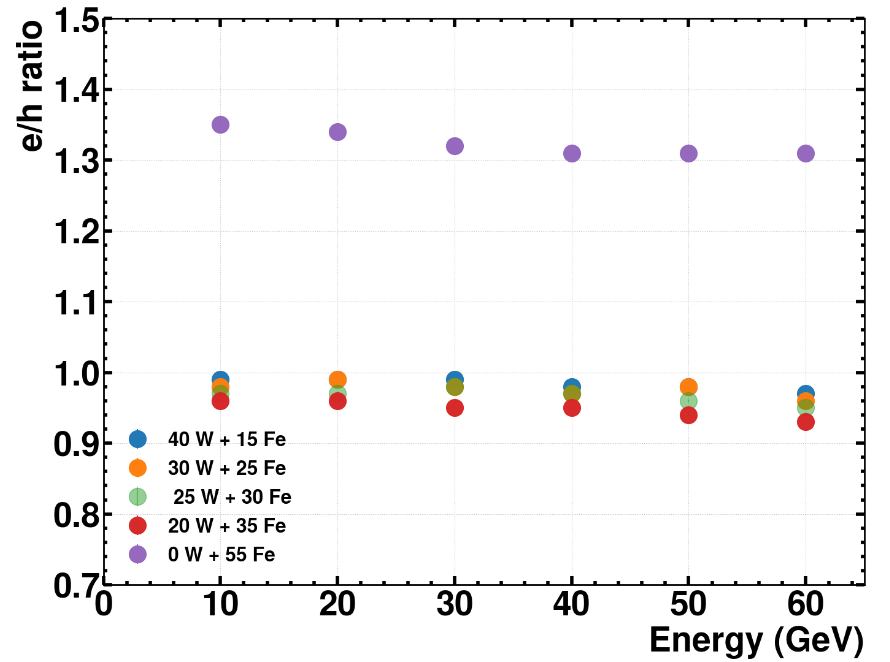 e/h ratio
1.5
1.4
1.3
1.2
1.1
1.0
0.9
0.8
0.7
40 W + 15 Fe
30 W + 25 Fe
25 W + 30 Fe
20 W + 35 Fe
0 W + 55 Fe
0 10 20 30 40 50 60
Energy (GeV)